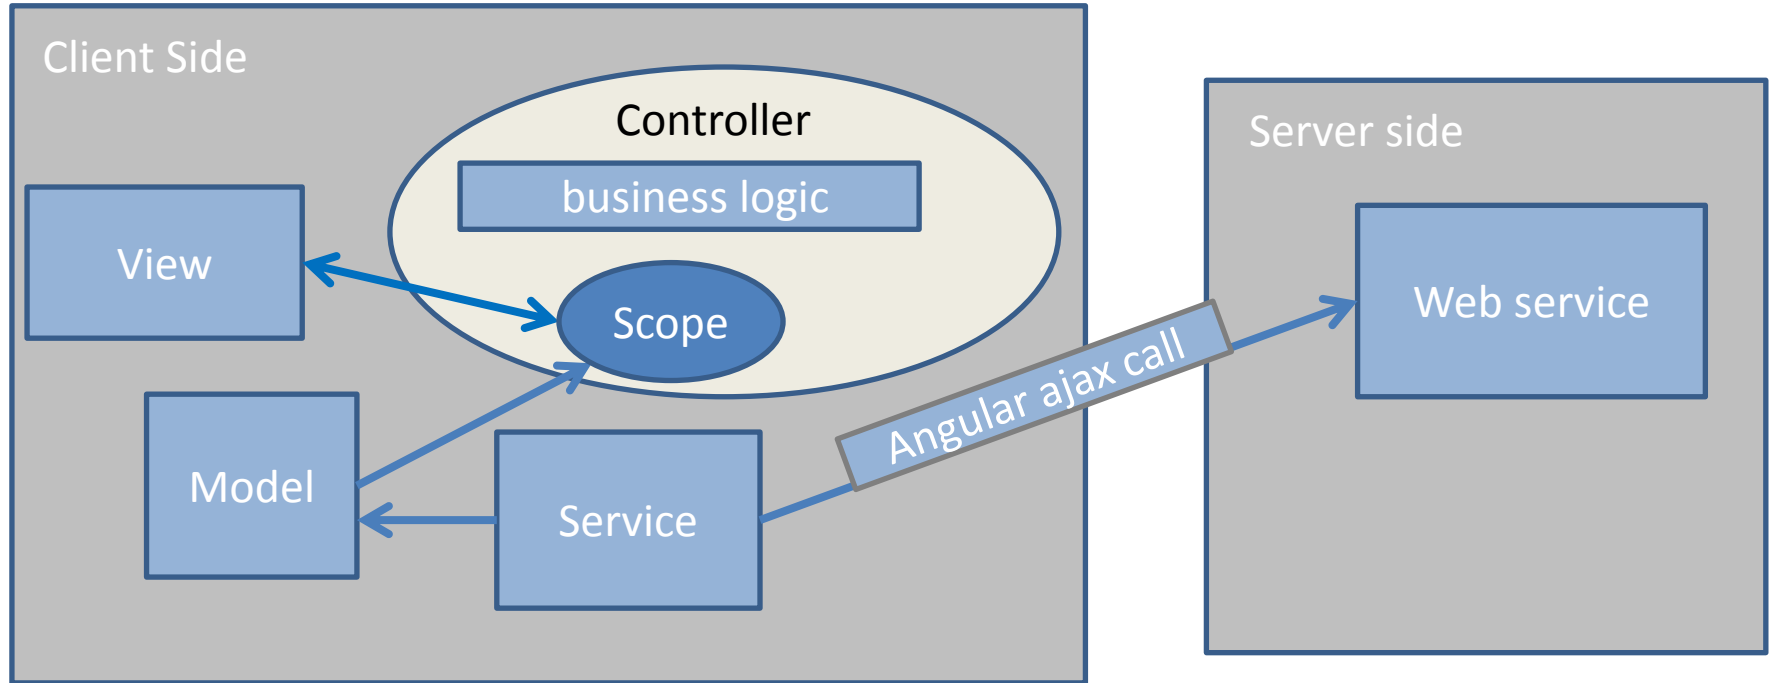 Client Side
Controller
business logic
View
Scope
Model
Service
Angular ajax call
Server side
Web service